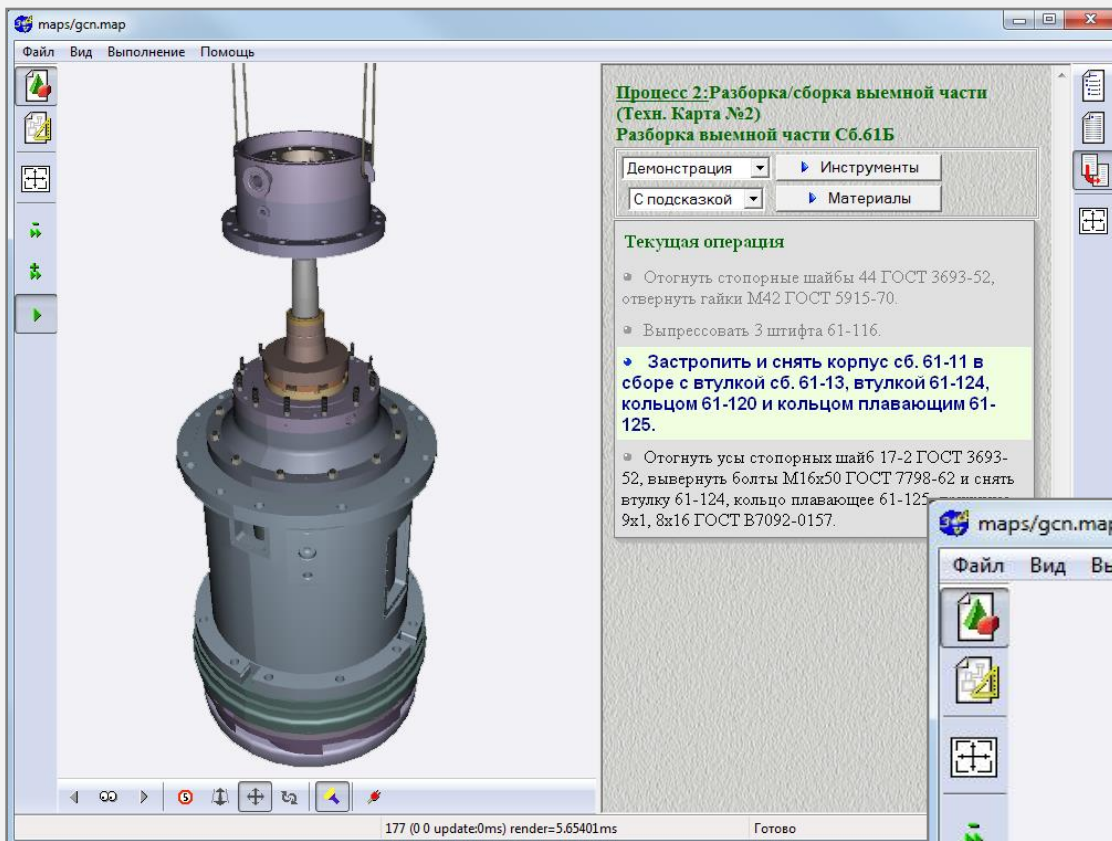 maps/gcn.map
Файл Вид Выполнение Помощь
Процесс 2:Разборка/сборка выемной части
(Техн. Карта №2)
Разборка выемной части Сб.61Б
Демонстрация
Инструменты
С подсказкой
Материалы
Текущая операция
Отогнуть стопорные шайбы 44 ГОСТ 3693-52,
отвернуть гайки М42 ГОСТ 5915-70.
Выпрессовать 3 штифта 61-116.
Застропить и снять корпус сб. 61-11 в
сборе с втулкой сб. 61-13, втулкой 61-124,
кольцом 61-120 и кольцом плавающим 61-
125.
Отогнуть усы стопорных шайб 17-2 ГОСТ 3693-
52, вывернуть болты М16х50 ГОСТ 7798-62 и снять
втулку 61-124, кольцо плавающее 61-125,
9х1, 8х16 ГОСТ В7092-0157.
177 (0 0 update:0ms) render=5.65401ms
Готово
maps/gcn.map
Файл Вид Вы